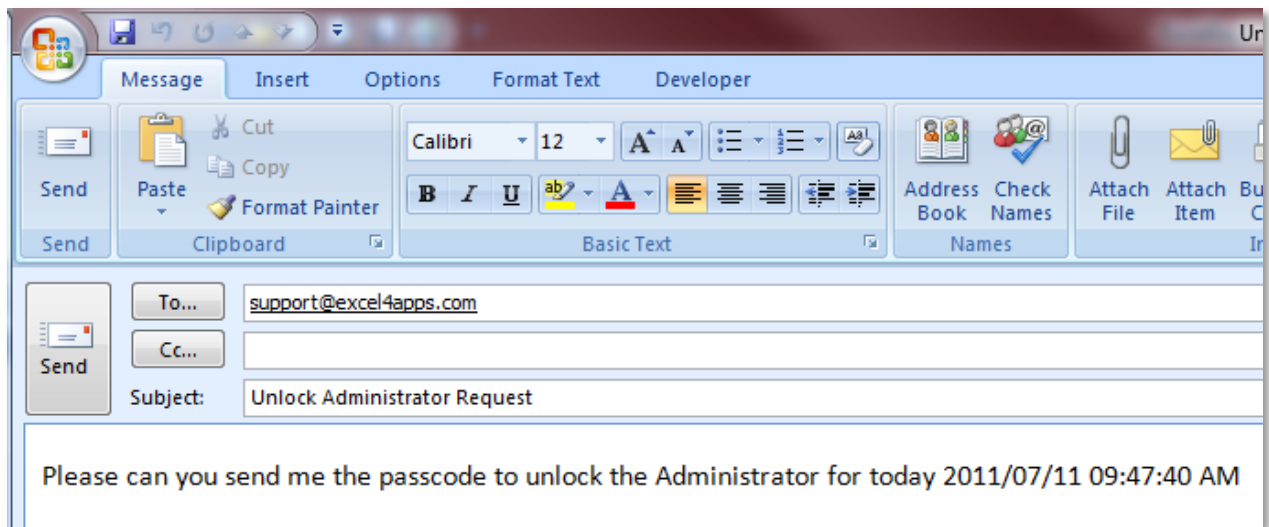 Un
Message Insert Options Format Text Developer
Cut
Copy
Format Painter
Send
Paste
Calibri 12
Address Book
Check Names
Attach File
Attach Item
Bu
C
Send Clipboard Basic Text Names In
To... support@excel4apps.com
Cc...
Send
Subject: Unlock Administrator Request
Please can you send me the passcode to unlock the Administrator for today 2011/07/11 09:47:40 AM